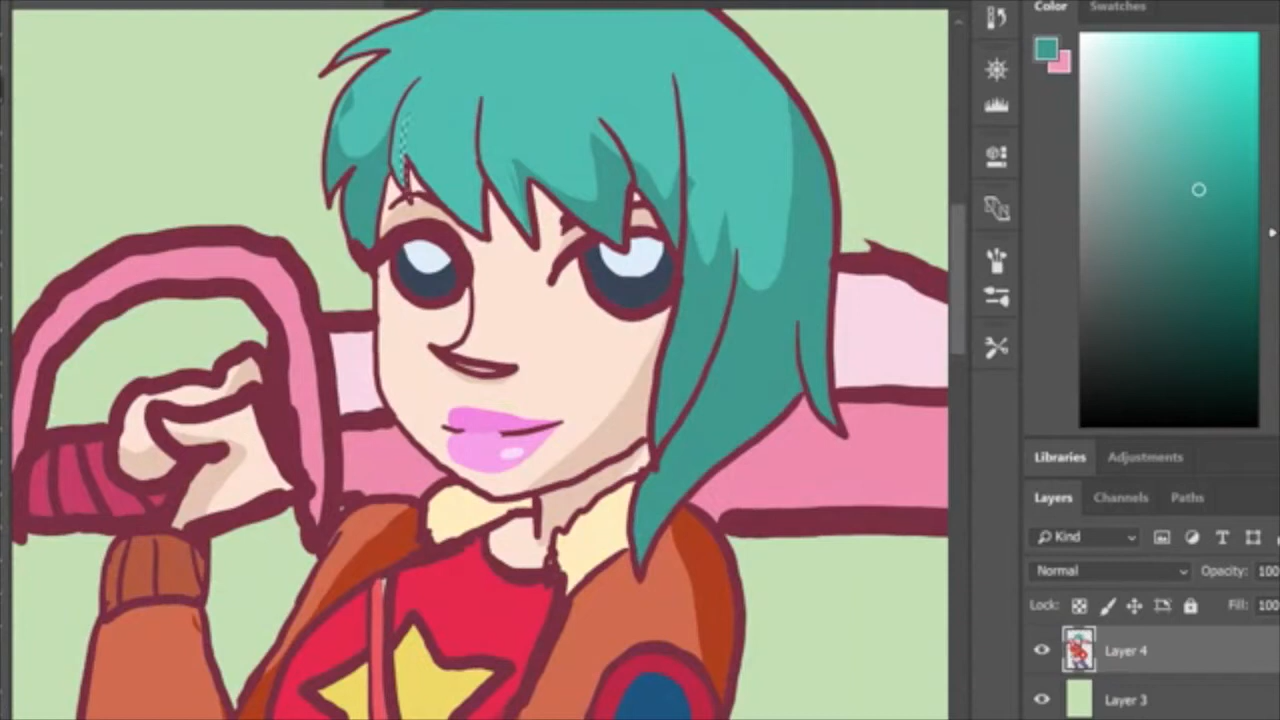 Color Swatches
Libraries Adjustments
Layers Channels Paths
Kind
Normal Opacity: 100
Lock: Fill: 100
Layer 4
Layer 3